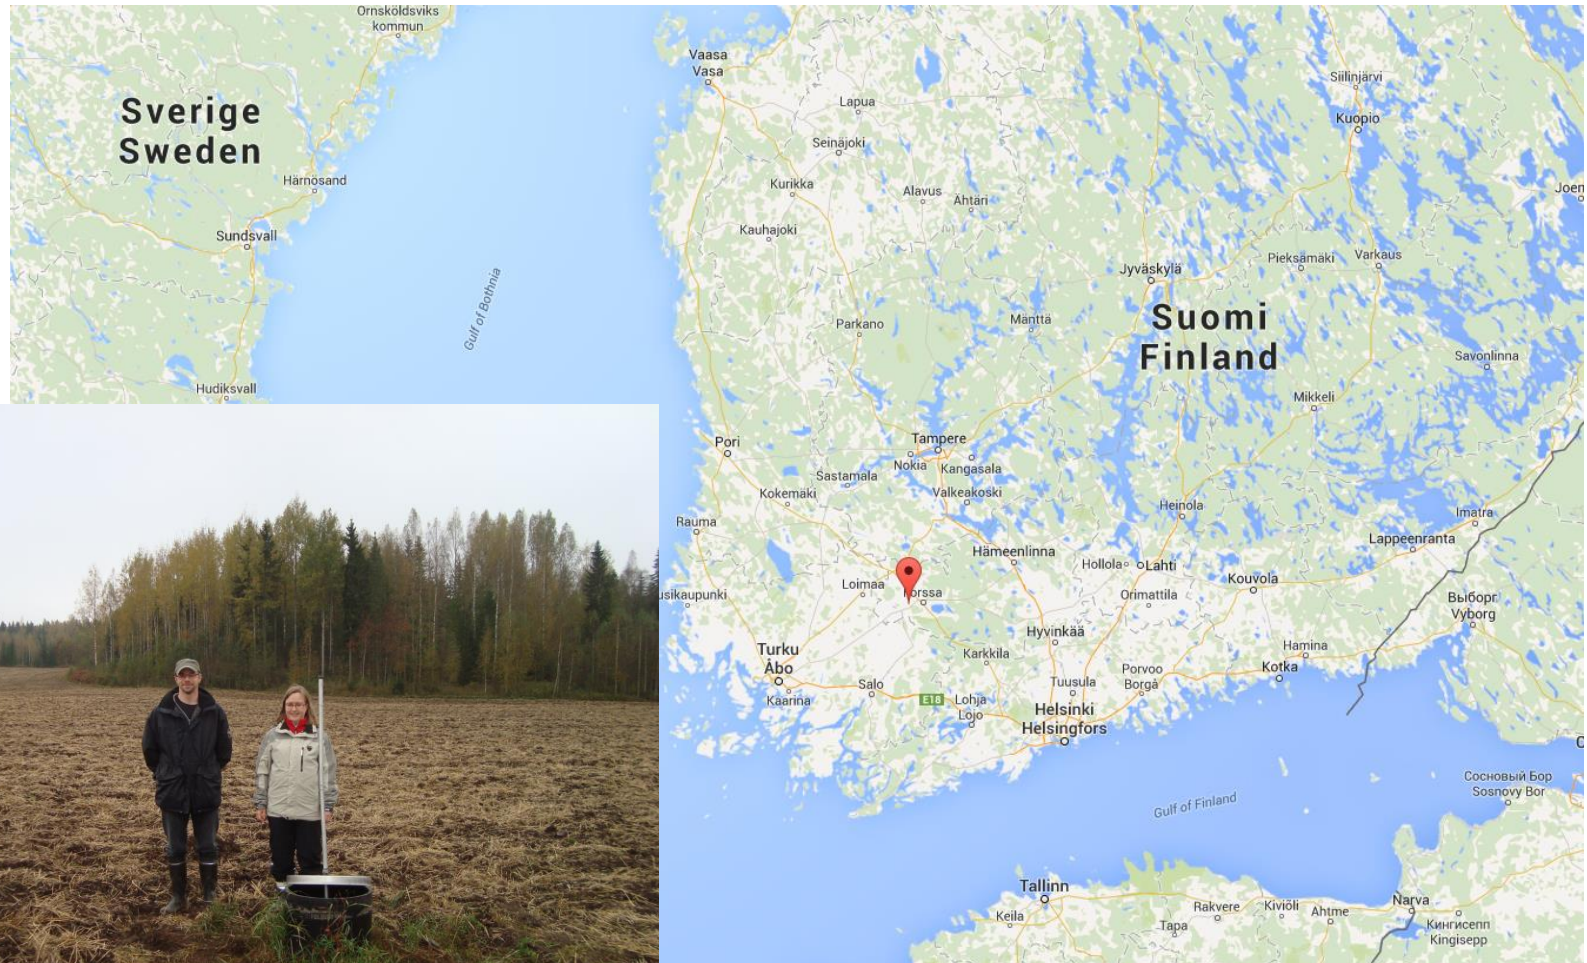 Ornsköldsviks
kommun
Sverige
Sweden
Härnösand
Sundsvall
Hudiksvall
Gulf of Bothnia
Vaasa
Vasa
Lapua
Seinäjoki
Kurikka
Alavus
Ähtäri
Kauhajoki
Siilinjärvi
Kuopio
Joen
Jyväskylä
Pieksämäki
Varkaus
Parkano
Mänttä
Suomi
Finland
Savonlinna
Mikkeli
Pori
Tampere
Nokia
Kangasala
Sastamala
Valkeakoski
Kokemäki
Rauma
Heinola
Imatra
Lappeenranta
Hämeenlinna
Hollola
Lahti
Kouvola
Loimaa
Forssa
usikaupunki
Orimattila
Выборг
Vyborg
Hyvinkää
Turku
Åbo
Karkkila
Hamina
Kotka
Porvoo
Borgå
Kaarina
Salo
E18
Lohja
Lojo
Tuusula
Helsinki
Helsingfors
Сосновый Бор
Sosnovy Bor
Gulf of Finland
Tallinn
Keila
Rakvere
Kiviõli
Ahtme
Narva
Tapa
Кингисепп
Kingisepp